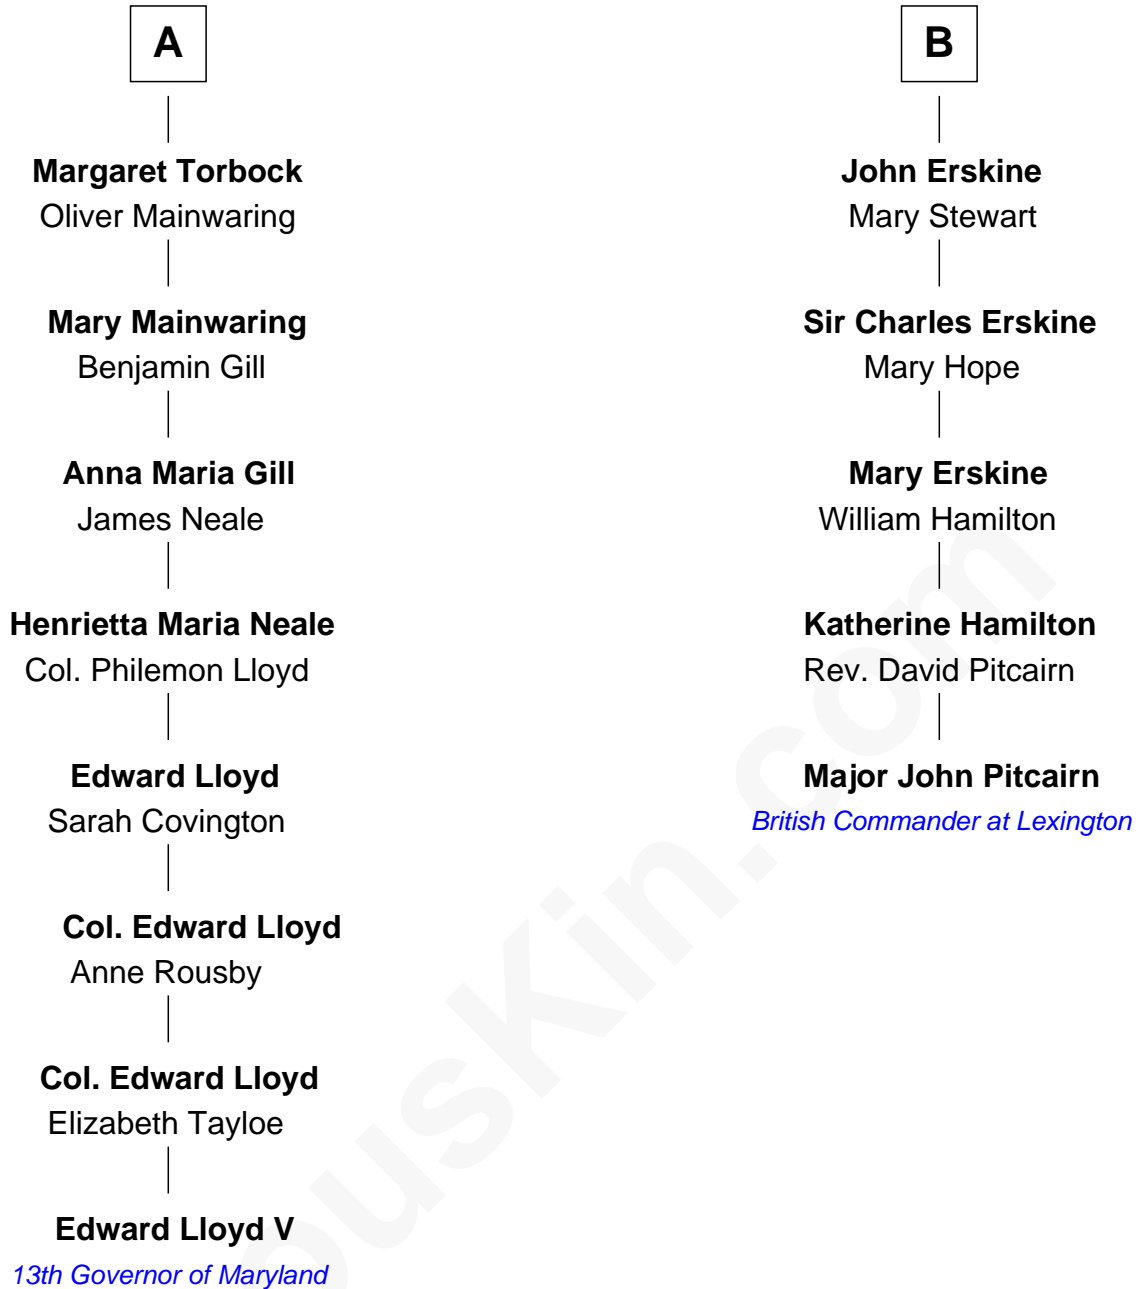 A
Margaret Torbock
Oliver Mainwaring
Mary Mainwaring
Benjamin Gill
Anna Maria Gill
James Neale
Henrietta Maria Neale
Col. Philemon Lloyd
Edward Lloyd
Sarah Covington
Col. Edward Lloyd
Anne Rousby
Col. Edward Lloyd
Elizabeth Tayloe
Edward Lloyd V
13th Governor of Maryland
B
John Erskine
Mary Stewart
Sir Charles Erskine
Mary Hope
Mary Erskine
William Hamilton
Katherine Hamilton
Rev. David Pitcairn
Major John Pitcairn
British Commander at Lexington
ousKin.com